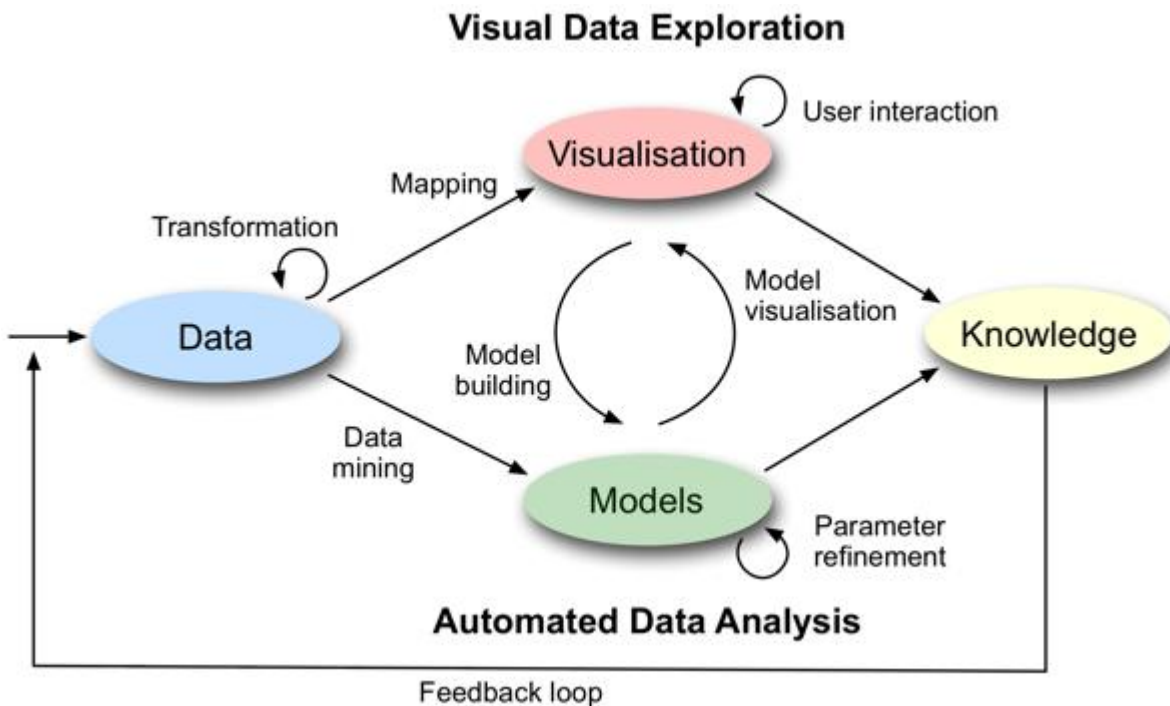 Visual Data Exploration
User interaction
Visualisation
Mapping
Transformation
Model
visualisation
Data
Knowledge
Model
building
Data
mining
Models
Parameter
refinement
Automated Data Analysis
Feedback loop